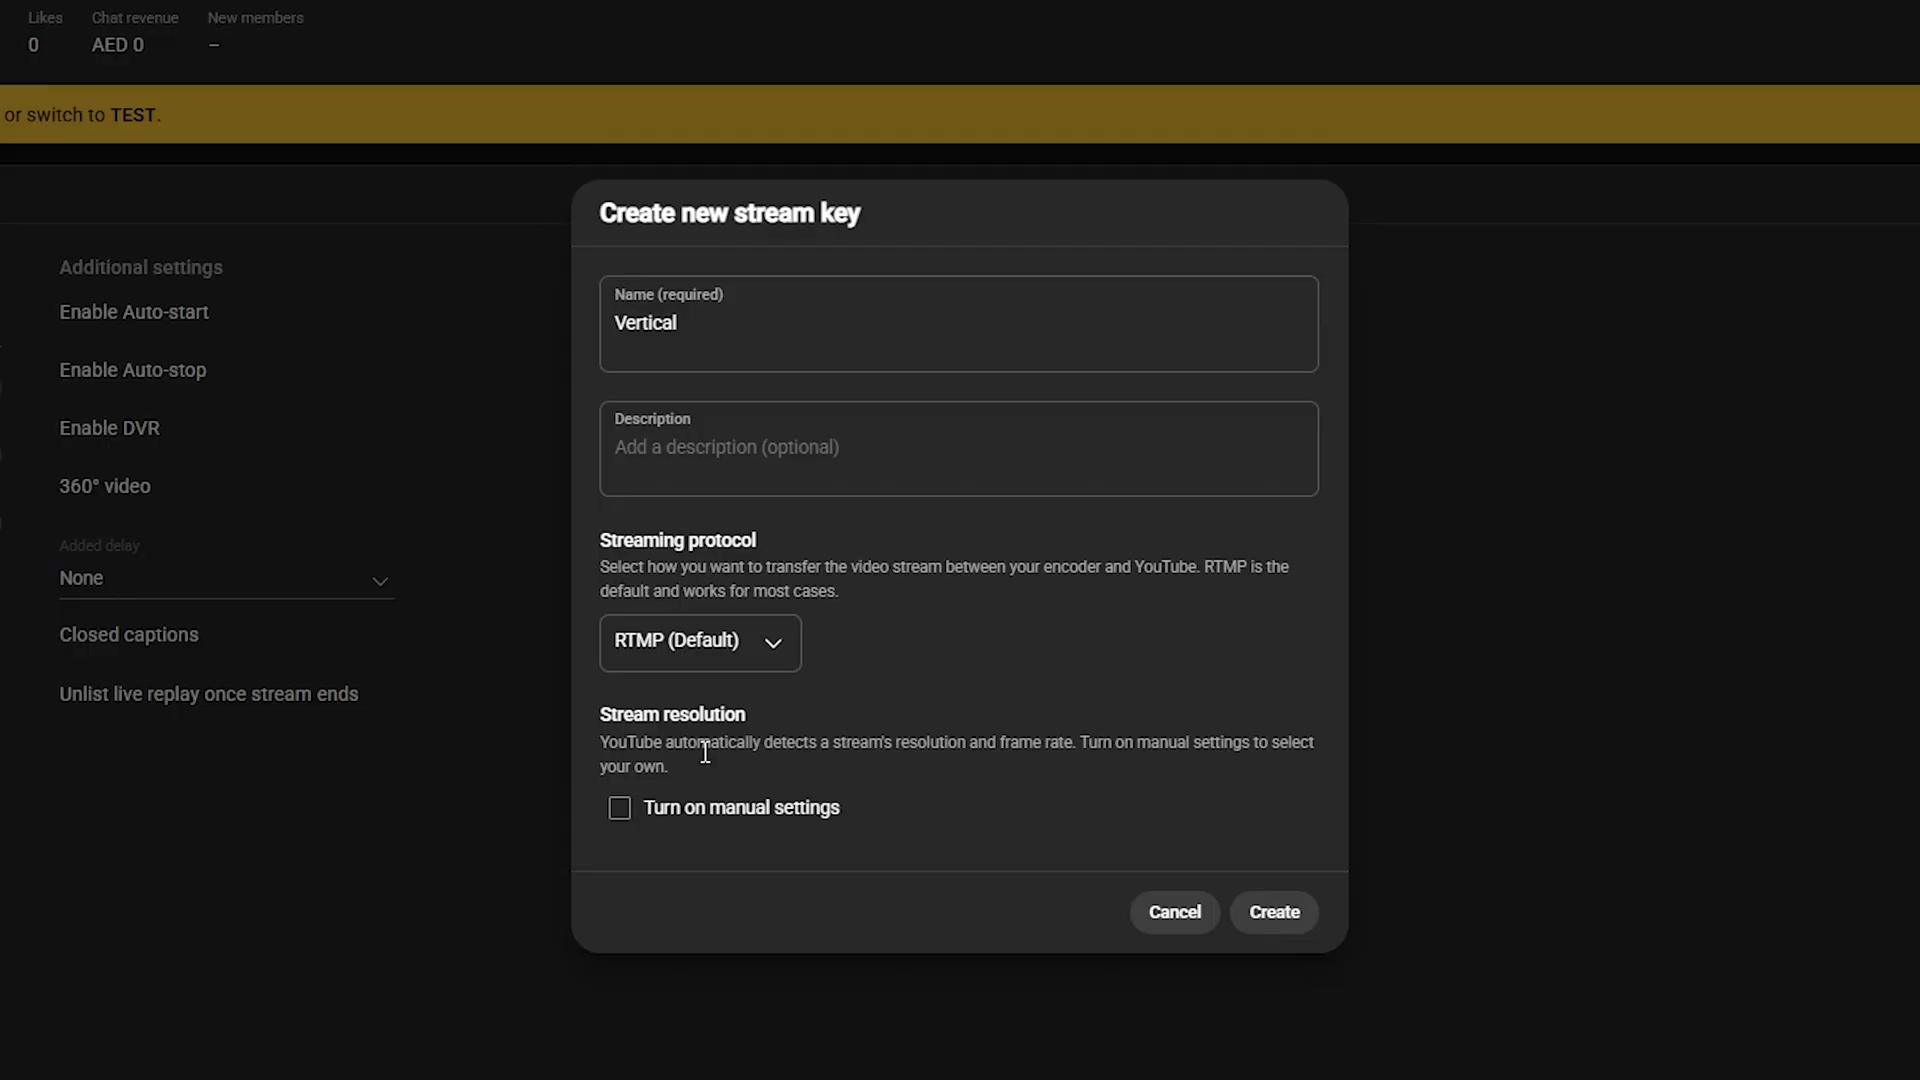 Likes
Chat revenue
New members
0
AED 0
–
or switch to TEST.
Create new stream key
Name (required)
Vertical
Description
Add a description (optional)
Streaming protocol
Select how you want to transfer the video stream between your encoder and YouTube. RTMP is the
default and works for most cases.
RTMP (Default)
Stream resolution
YouTube automatically detects a stream's resolution and frame rate. Turn on manual settings to select
your own.
Turn on manual settings
Cancel
Create
Additional settings
Enable Auto-start
Enable Auto-stop
Enable DVR
360° video
Added delay
None
Closed captions
Unlist live replay once stream ends